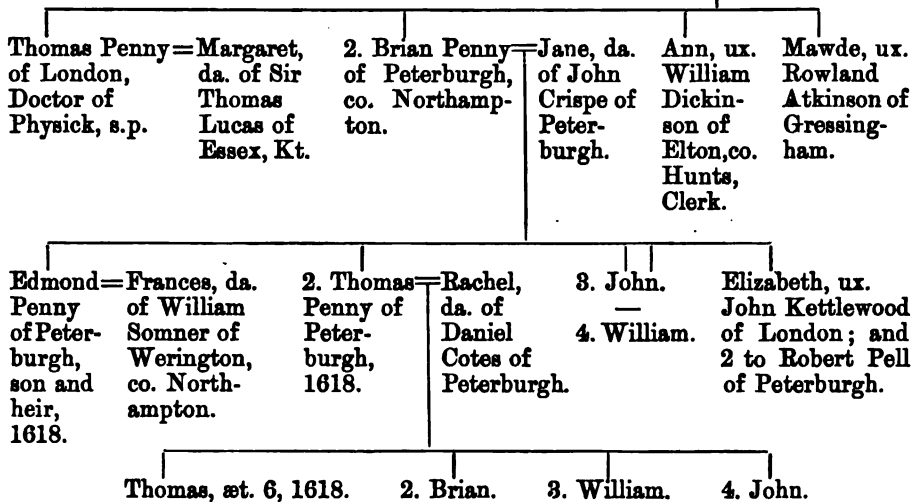 Thomas Penny=Margaret,
of London,
Doctor of
Physick, s.p.
da. of Sir
Thomas
Lucas of
Essex, Kt.
2. Brian Penny=Jane, da.
of Peterburgh,
co. Northamp-
ton.
of John
Crispe of
Peter-
burgh.
Ann, ux.
William
Dickin-
son of
Elton,co.
Hunts,
Clerk.
Mawde, ux.
Rowland
Atkinson of
Gressing-
ham.
Edmond=Frances, da.
Penny
of Peter-
burgh,
son and
heir,
1618.
of William
Somner of
Werington,
co. North-
ampton.
2. Thomas=Rachel,
Penny of
Peter-
burgh,
1618.
da. of
Daniel
Cotes of
Peterburgh.
3. John.
—
4. William.
Elizabeth, ux.
John Kettlewood
of London; and
2 to Robert Pell
of Peterburgh.
Thomas, æt. 6, 1618. 2. Brian. 3. William. 4. John.